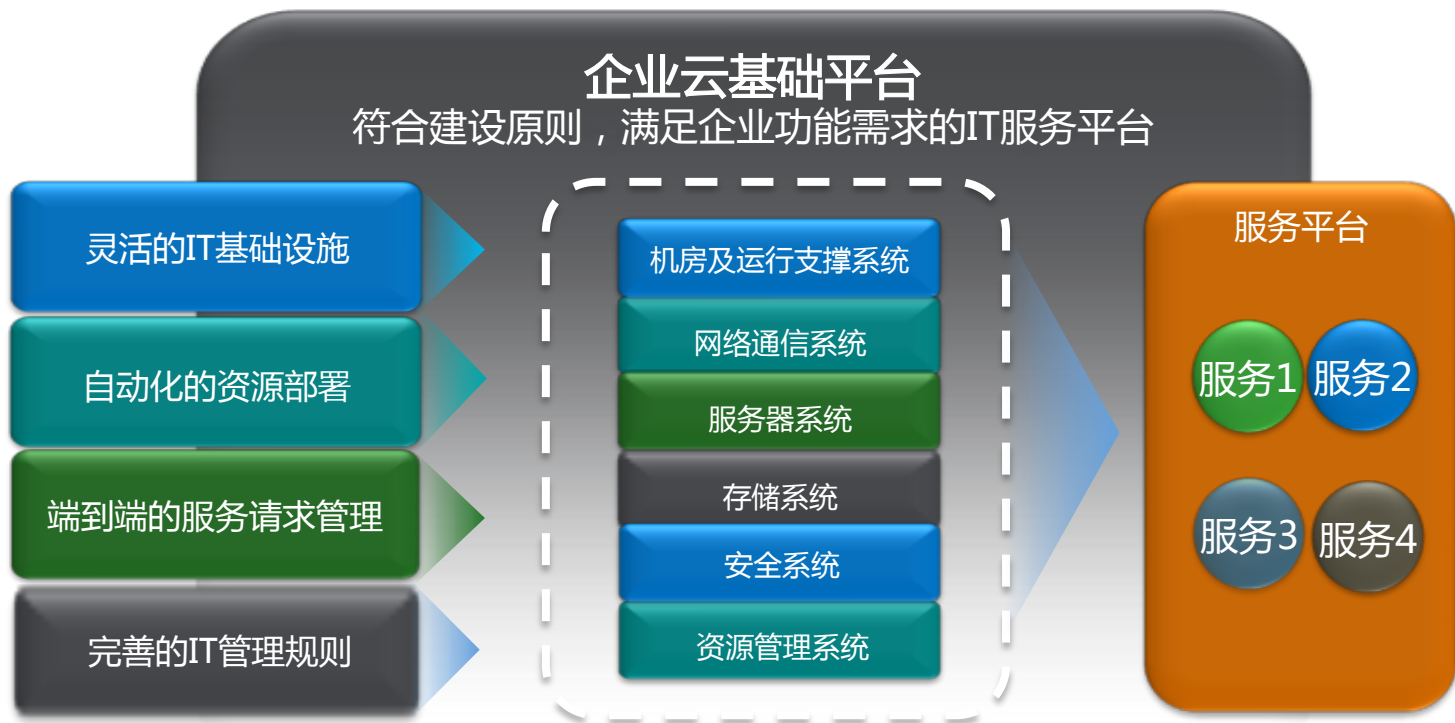 企业云基础平台
符合建设原则，满足企业功能需求的IT服务平台
灵活的IT基础设施
自动化的资源部署
端到端的服务请求管理
完善的IT管理规则
机房及运行支撑系统
网络通信系统
服务器系统
存储系统
安全系统
资源管理系统
服务平台
服务1
服务2
服务3
服务4